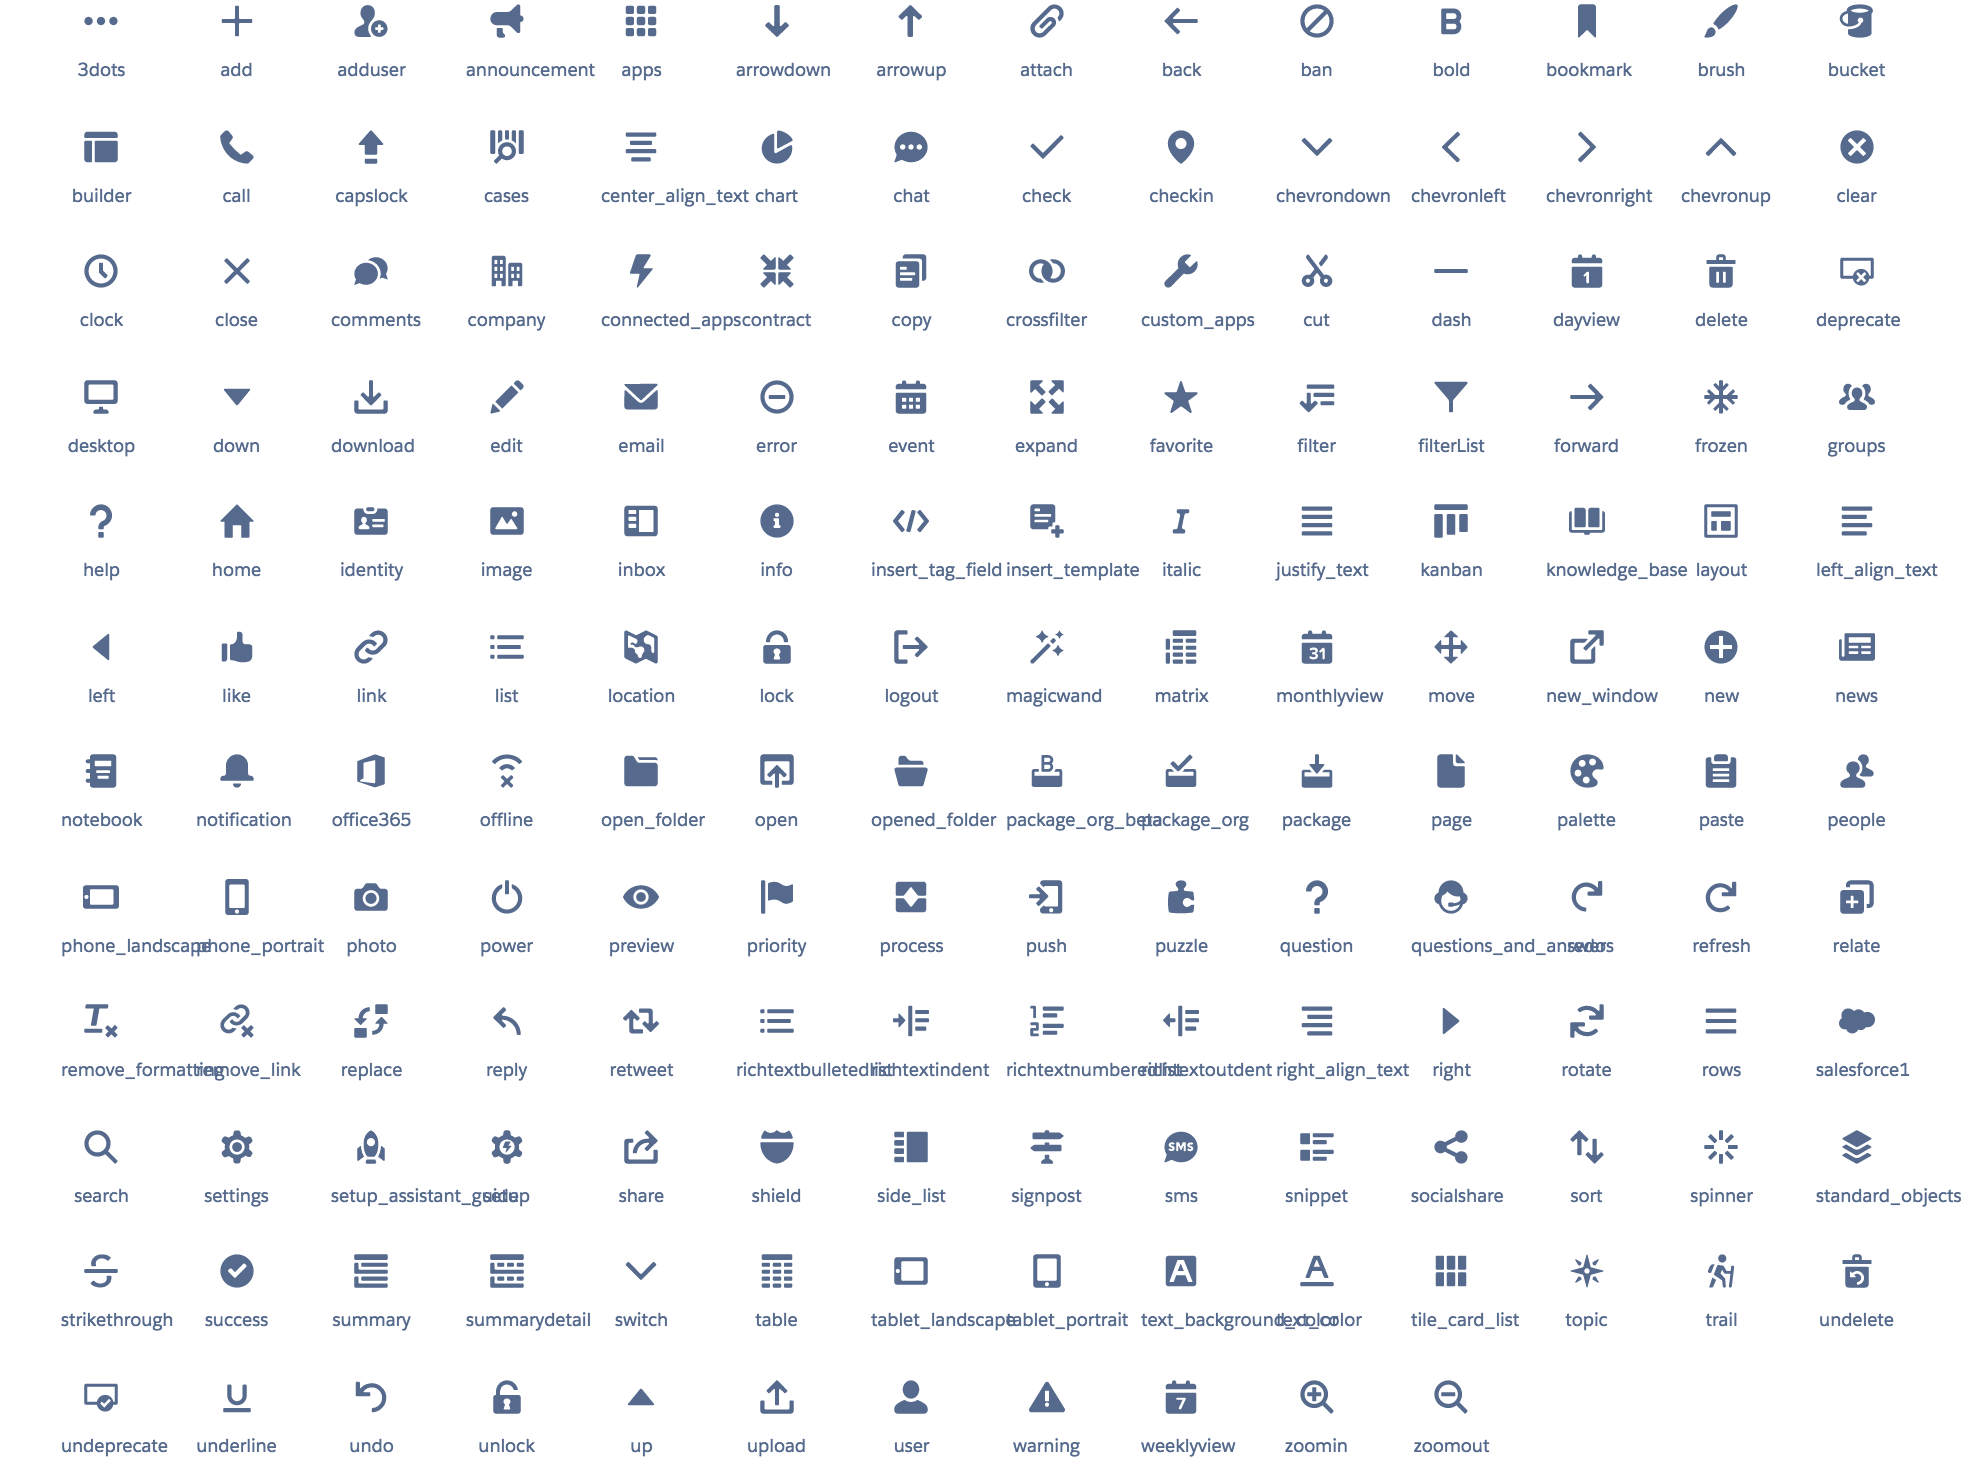 3dots add adduser announcement apps arrowdown arrowup attach back ban bold bookmark brush bucket
builder call capslock cases center_align_text chart chat check checkin chevrondown chevronleft chevronright chevronup clear
clock close comments company connected_apps contract copy crossfilter custom_apps cut dash dayview delete deprecate
desktop down download edit email error event expand favorite filter filterList forward frozen groups
help home identity image inbox info insert_tag_field insert_template italic justify_text kanban knowledge_base layout left_align_text
left like link list location lock logout magicwand matrix monthlyview move new_window new news
notebook notification office365 offline open_folder open opened_folder package_org_beta package_org package page palette paste people
phone_landscape phone_portrait photo power preview priority process push puzzle question questions_and_answers redo refresh relate
remove_formatting remove_link replace reply retweet richtextbulletedlist richtextindent richtextnumberedlist richtextoutdent right_align_text right rotate rows salesforce1
search settings setup_assistant_guide setup share shield side_list signpost sms snippet socialshare sort spinner standard_objects
strikethrough success summary summarydetail switch table tablet_landscape tablet_portrait text_background_color text_color tile_card_list topic trail undelete
undeprecate underline undo unlock up upload user warning weeklyview zoomin zoomout